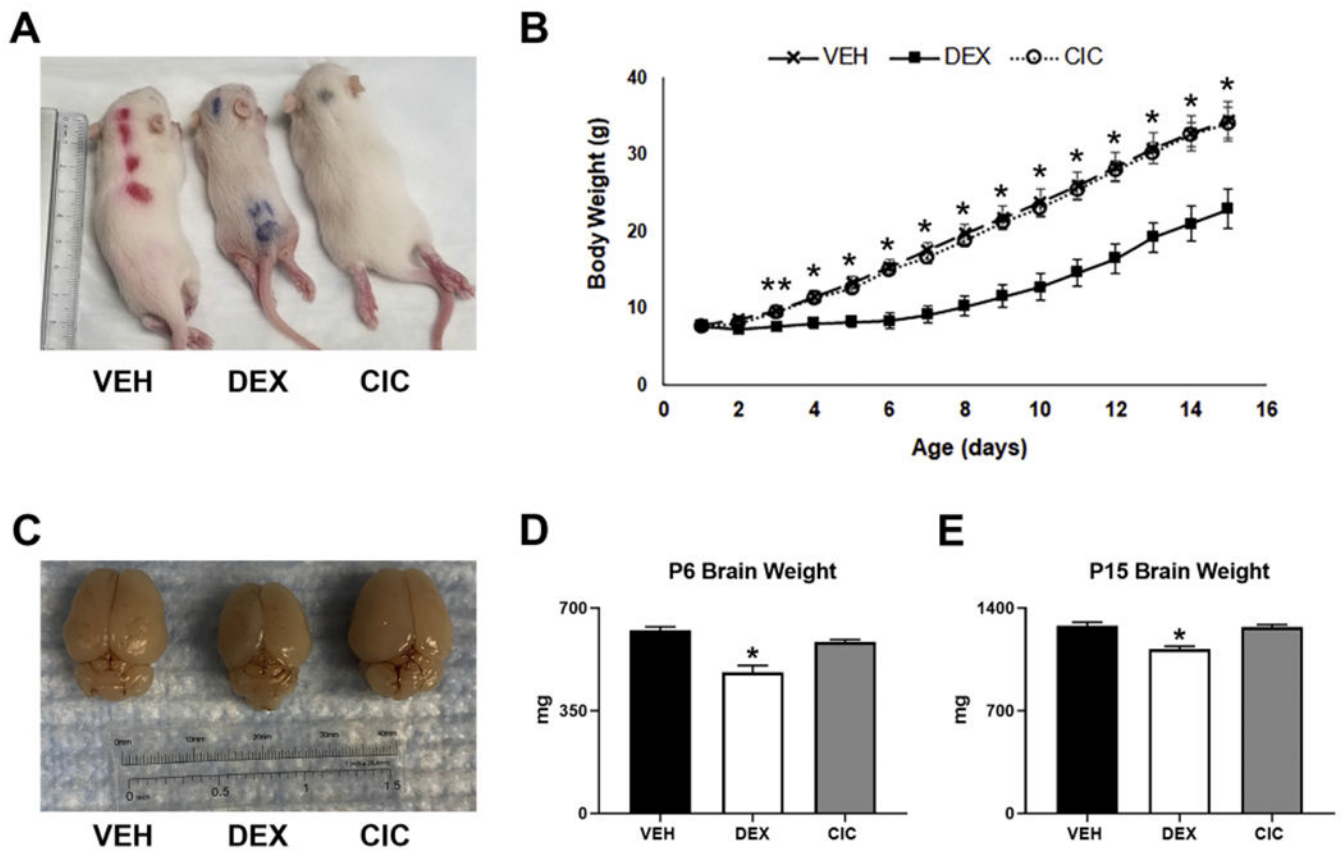 A
VEH DEX CIC
B
VEH DEX CIC
Body Weight (g)
40
30
20
10
0
** * * * * * * * * * * * *
0 2 4 6 8 10 12 14 16
Age (days)
C
0mm 10mm 20mm 30mm 40mm
0 inch 0.5 1 1.5
VEH DEX CIC
D
P6 Brain Weight
mg
700
350
0
*
VEH DEX CIC
E
P15 Brain Weight
mg
1400
700
0
*
VEH DEX CIC